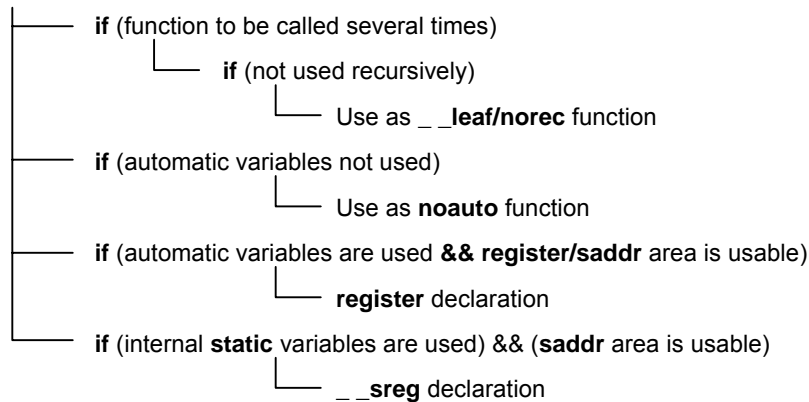 if (function to be called several times)
if (not used recursively)
Use as _ _leaf/norec function
if (automatic variables not used)
Use as noauto function
if (automatic variables are used && register/saddr area is usable)
register declaration
if (internal static variables are used) && (saddr area is usable)
_ _sreg declaration